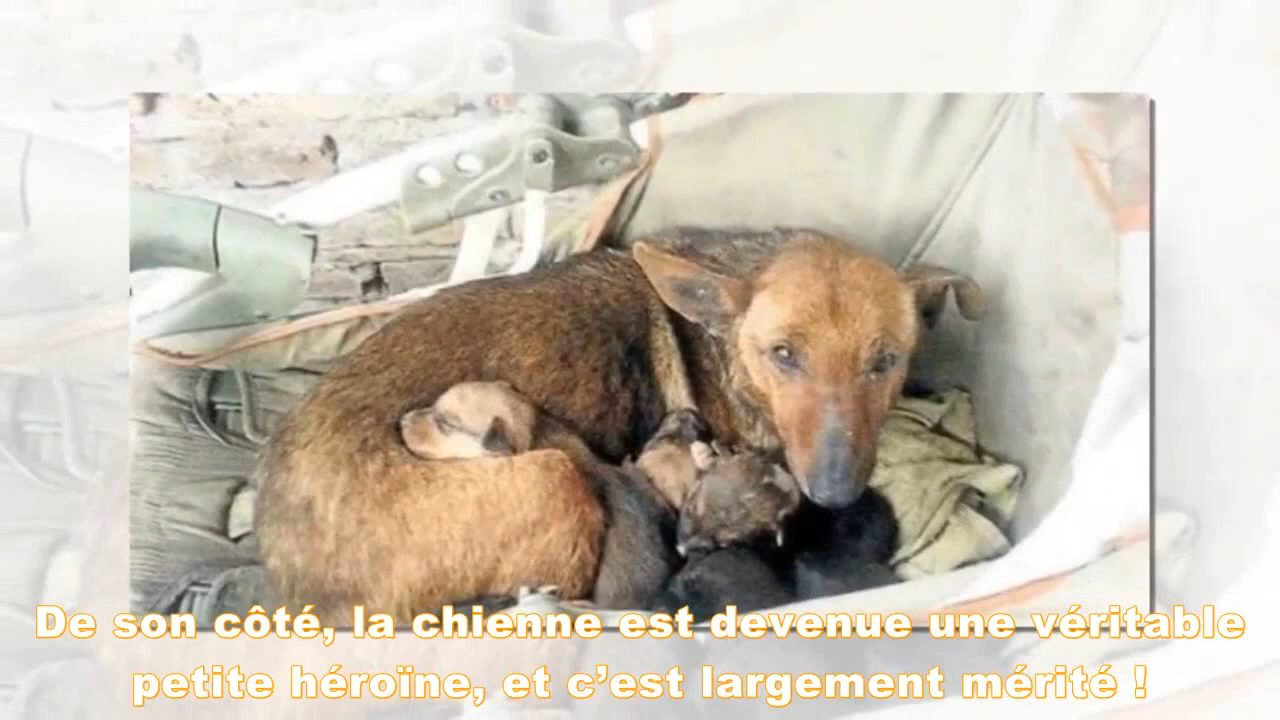 De son côté, la chienne est devenue une véritable
petite héroïne, et c’est largement mérité !